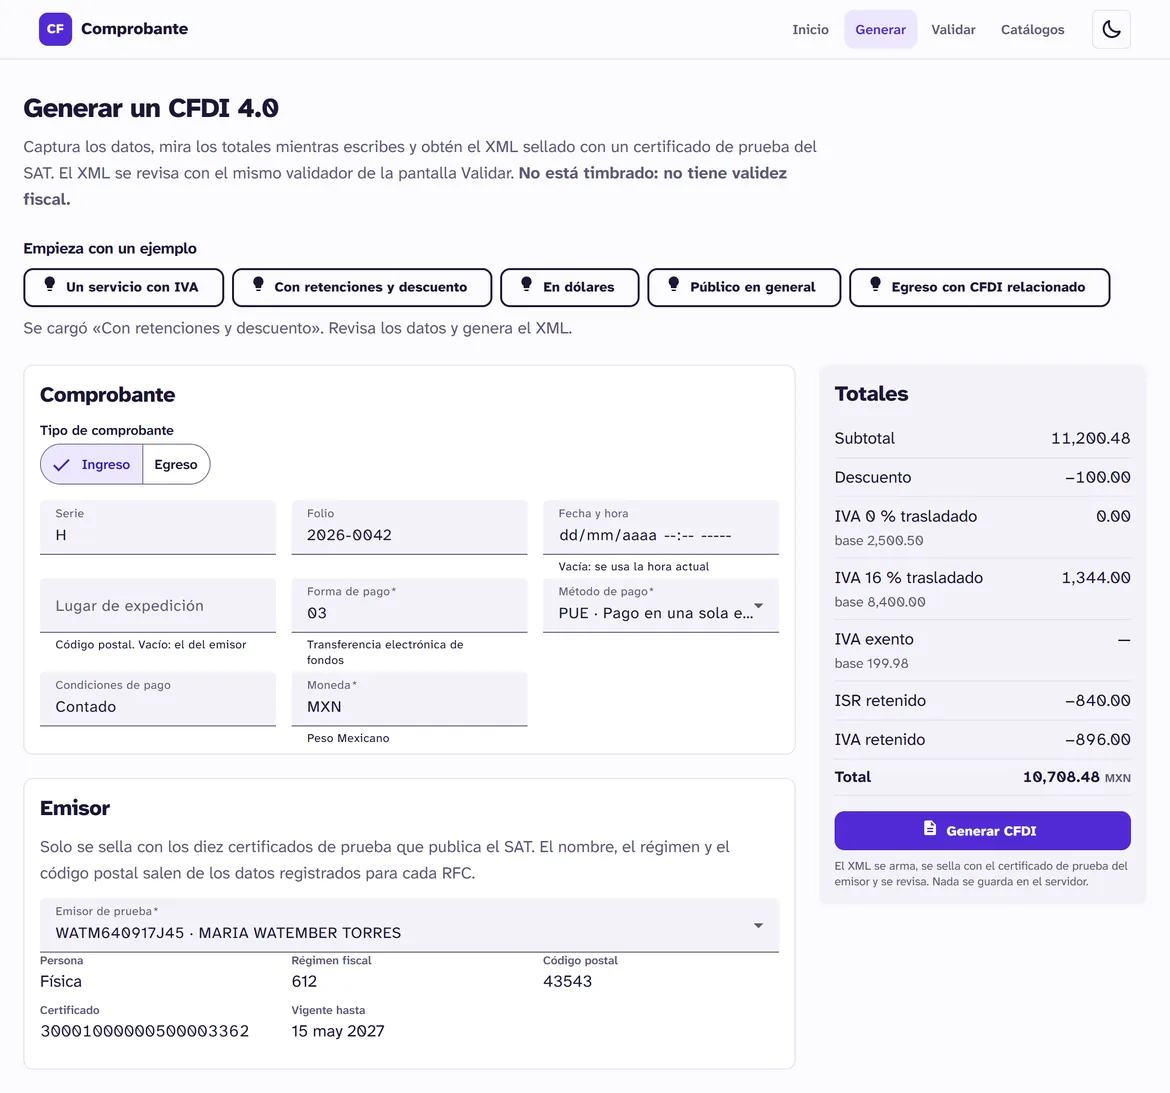 CF Comprobante Inicio Generar Validar Catálogos
Generar un CFDI 4.0
Captura los datos, mira los totales mientras escribes y obtén el XML sellado con un certificado de prueba del
SAT. El XML se revisa con el mismo validador de la pantalla Validar. No está timbrado: no tiene validez
fiscal.
Empieza con un ejemplo
Un servicio con IVA Con retenciones y descuento En dólares Público en general Egreso con CFDI relacionado
Se cargó «Con retenciones y descuento». Revisa los datos y genera el XML.
Comprobante
Tipo de comprobante
Ingreso Egreso
Serie Folio Fecha y hora
H 2026-0042 dd/mm/aaaa --:-- -----
Vacía: se usa la hora actual
Lugar de expedición
Forma de pago* Método de pago*
03 PUE · Pago en una sola e...
Código postal. Vacío: el del emisor Transferencia electrónica de
fondos
Condiciones de pago Moneda*
Contado MXN
Peso Mexicano
Emisor
Solo se sella con los diez certificados de prueba que publica el SAT. El nombre, el régimen y el
código postal salen de los datos registrados para cada RFC.
Emisor de prueba*
WATM640917J45 · MARIA WATEMBER TORRES
Persona Régimen fiscal Código postal
Física 612 43543
Certificado Vigente hasta
30001000000500003362 15 may 2027
Totales
Subtotal 11,200.48
Descuento −100.00
IVA 0 % trasladado 0.00
base 2,500.50
IVA 16 % trasladado 1,344.00
base 8,400.00
IVA exento —
base 199.98
ISR retenido −840.00
IVA retenido −896.00
Total 10,708.48 MXN
Generar CFDI
El XML se arma, se sella con el certificado de prueba del
emisor y se revisa. Nada se guarda en el servidor.